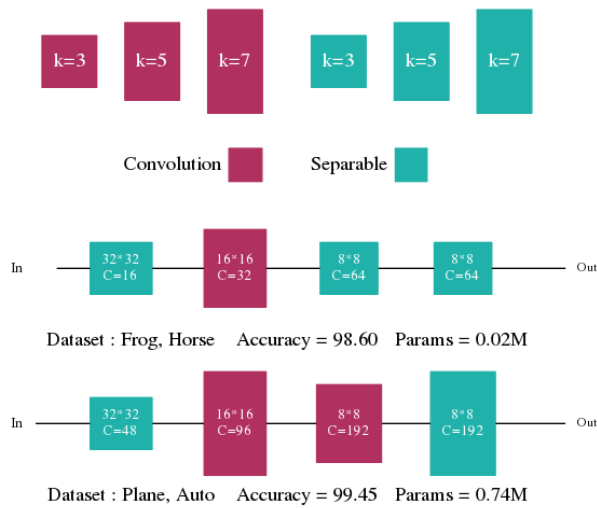 k=3 k=5 k=7 k=3 k=5 k=7
Convolution Separable
In 32*32 16*16 8*8 8*8 Out
C=16 C=32 C=64 C=64
Dataset : Frog, Horse Accuracy = 98.60 Params = 0.02M
In 32*32 16*16 8*8 8*8 Out
C=48 C=96 C=192 C=192
Dataset : Plane, Auto Accuracy = 99.45 Params = 0.74M